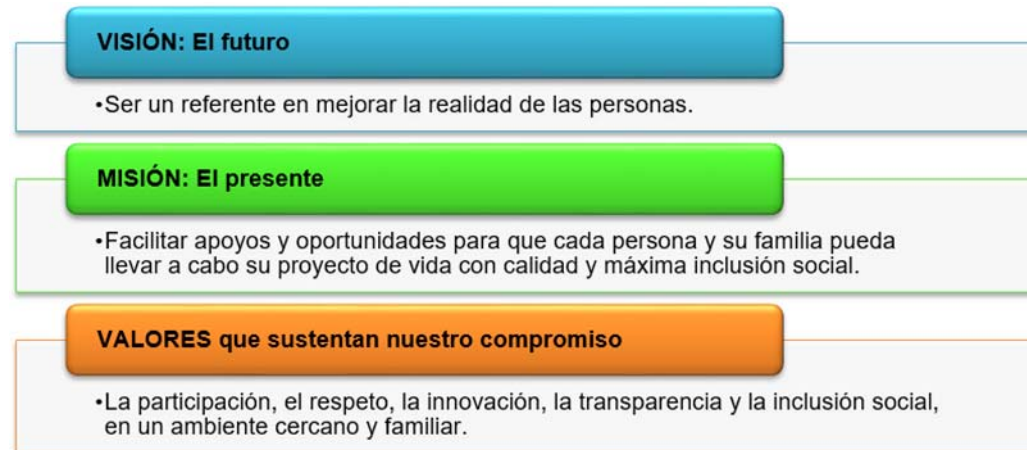 VISIÓN: El futuro
•Ser un referente en mejorar la realidad de las personas.
MISIÓN: El presente
•Facilitar apoyos y oportunidades para que cada persona y su familia pueda
llevar a cabo su proyecto de vida con calidad y máxima inclusión social.
VALORES que sustentan nuestro compromiso
•La participación, el respeto, la innovación, la transparencia y la inclusión social,
en un ambiente cercano y familiar.